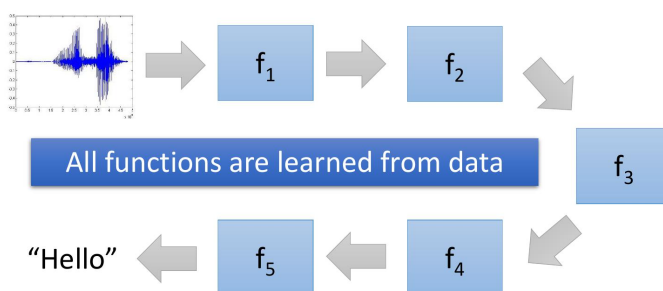 f₁
f₂
All functions are learned from data
f₃
"Hello"
f₅
f₄